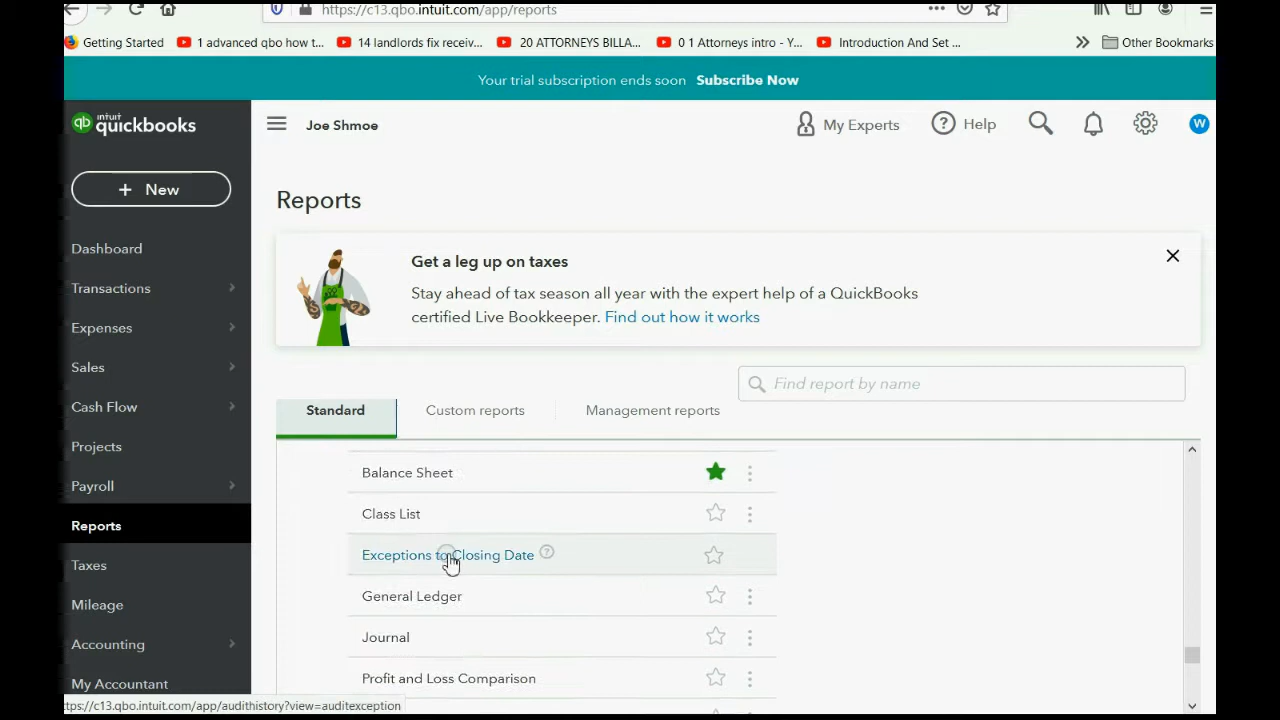 https://c13.qbo.intuit.com/app/reports
Getting Started
1 advanced qbo how t...
14 landlords fix receiv...
20 ATTORNEYS BILLA...
0 1 Attorneys intro - Y...
Introduction And Set ...
Other Bookmarks
Your trial subscription ends soon Subscribe Now
qb intuit quickbooks
Joe Shmoe
My Experts
Help
W
+ New
Reports
Dashboard
Transactions
Expenses
Sales
Cash Flow
Projects
Payroll
Reports
Taxes
Mileage
Accounting
My Accountant
Get a leg up on taxes
Stay ahead of tax season all year with the expert help of a QuickBooks
certified Live Bookkeeper. Find out how it works
Find report by name
Standard
Custom reports
Management reports
Balance Sheet
Class List
Exceptions to Closing Date ?
General Ledger
Journal
Profit and Loss Comparison
tps://c13.qbo.intuit.com/app/audithistory?view=auditexception